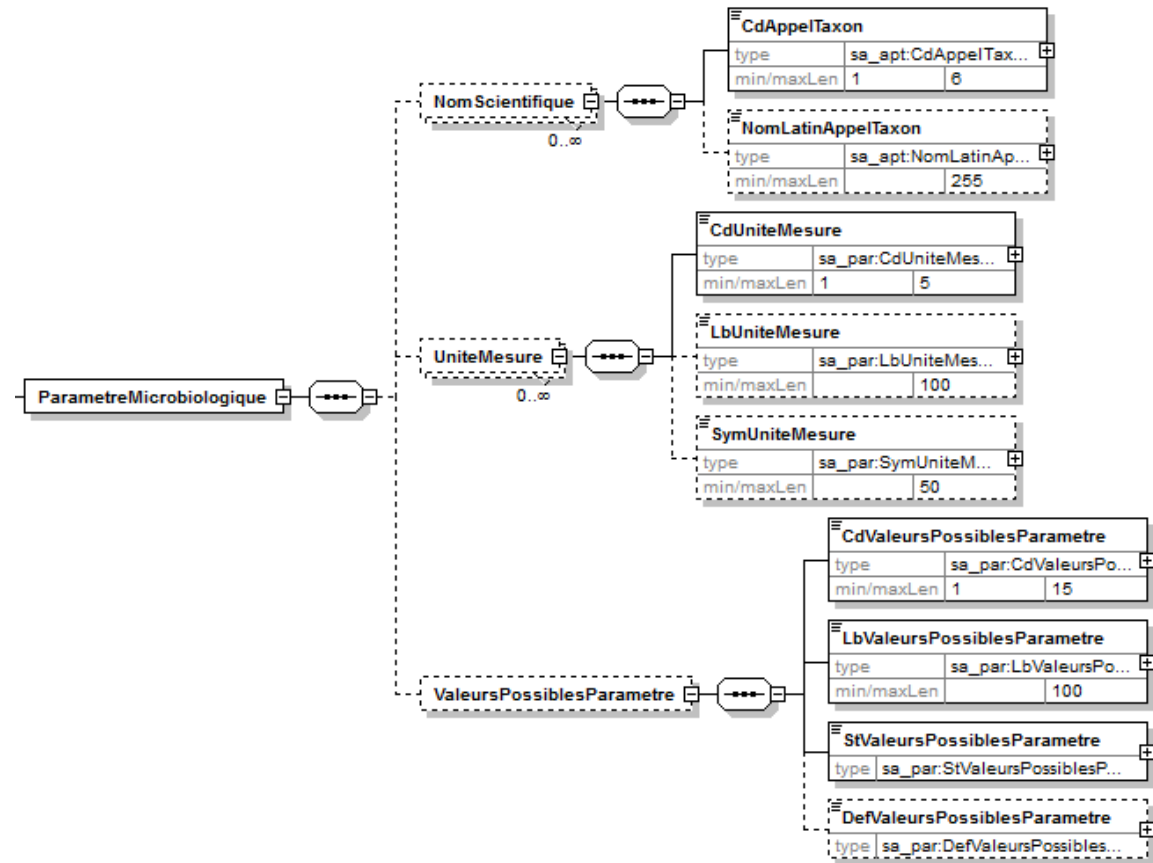 CdAppelTaxon
type sa_apt:CdAppelTax...
min/maxLen 1 6
NomScientifique
0..∞
NomLatinAppelTaxon
type sa_apt:NomLatinAp...
min/maxLen 255
CdUniteMesure
type sa_par:CdUniteMes...
min/maxLen 1 5
UniteMesure
0..∞
LbUniteMesure
type sa_par:LbUniteMes...
min/maxLen 100
ParametreMicrobiologique
SymUniteMesure
type sa_par:SymUniteM...
min/maxLen 50
CdValeursPossiblesParametre
type sa_par:CdValeursPo...
min/maxLen 1 15
LbValeursPossiblesParametre
type sa_par:LbValeursPo...
min/maxLen 100
ValeursPossiblesParametre
StValeursPossiblesParametre
type sa_par:StValeursPossiblesP...
DefValeursPossiblesParametre
type sa_par:DefValeursPossibles...